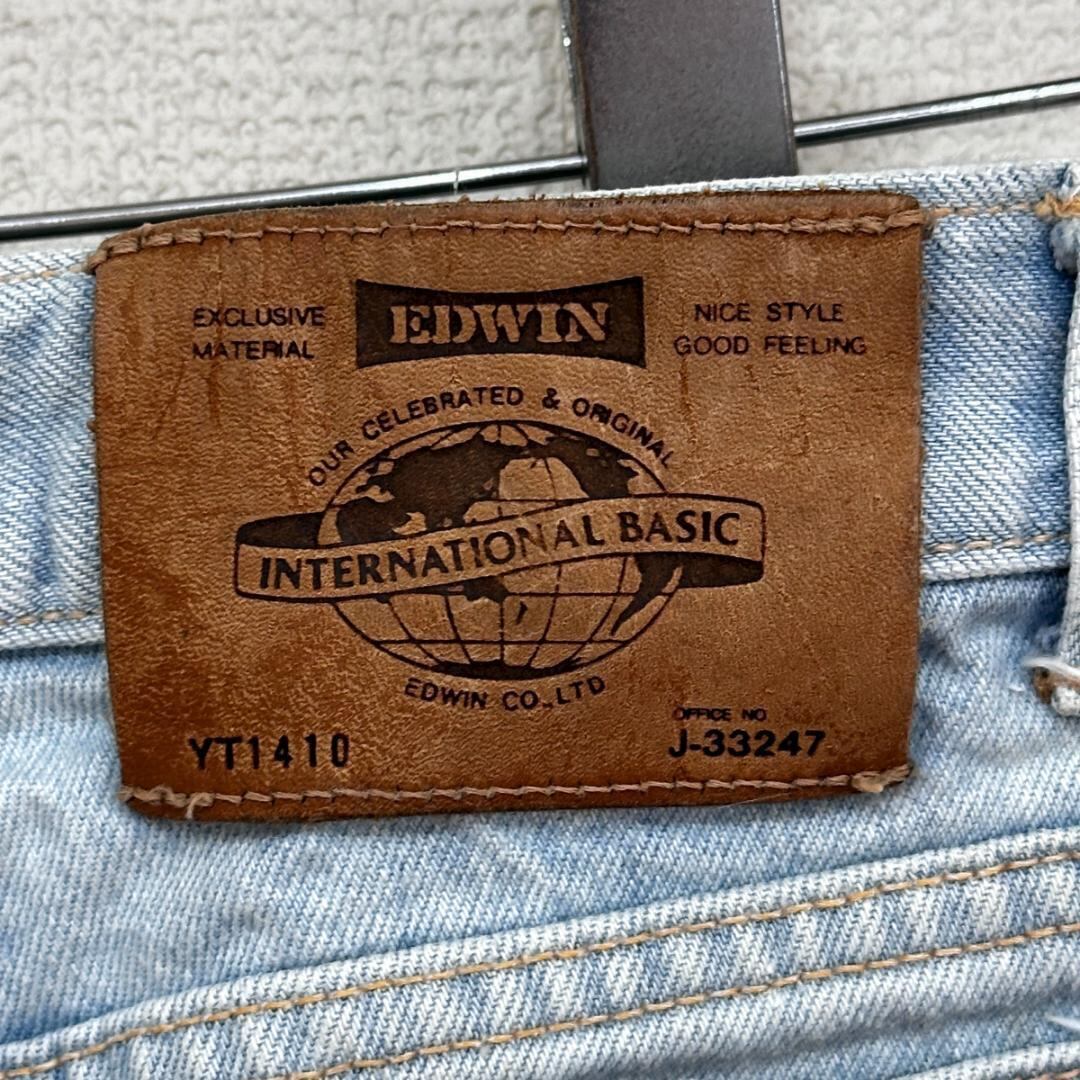 EXCLUSIVE
MATERIAL
EDWIN
NICE STYLE
GOOD FEELING
OUR CELEBRATED & ORIGINAL
INTERNATIONAL BASIC
EDWIN CO.,LTD
YT1410
OFFICE NO
J-33247